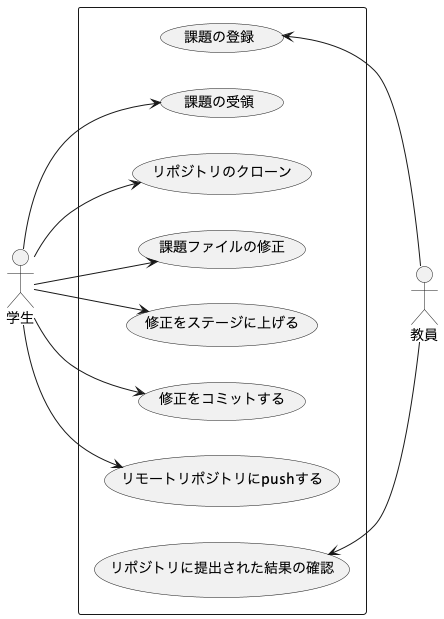 課題の登録
課題の受領
リポジトリのクローン
課題ファイルの修正
学生
修正をステージに上げる
教員
修正をコミットする
リモートリポジトリにpushする
リポジトリに提出された結果の確認